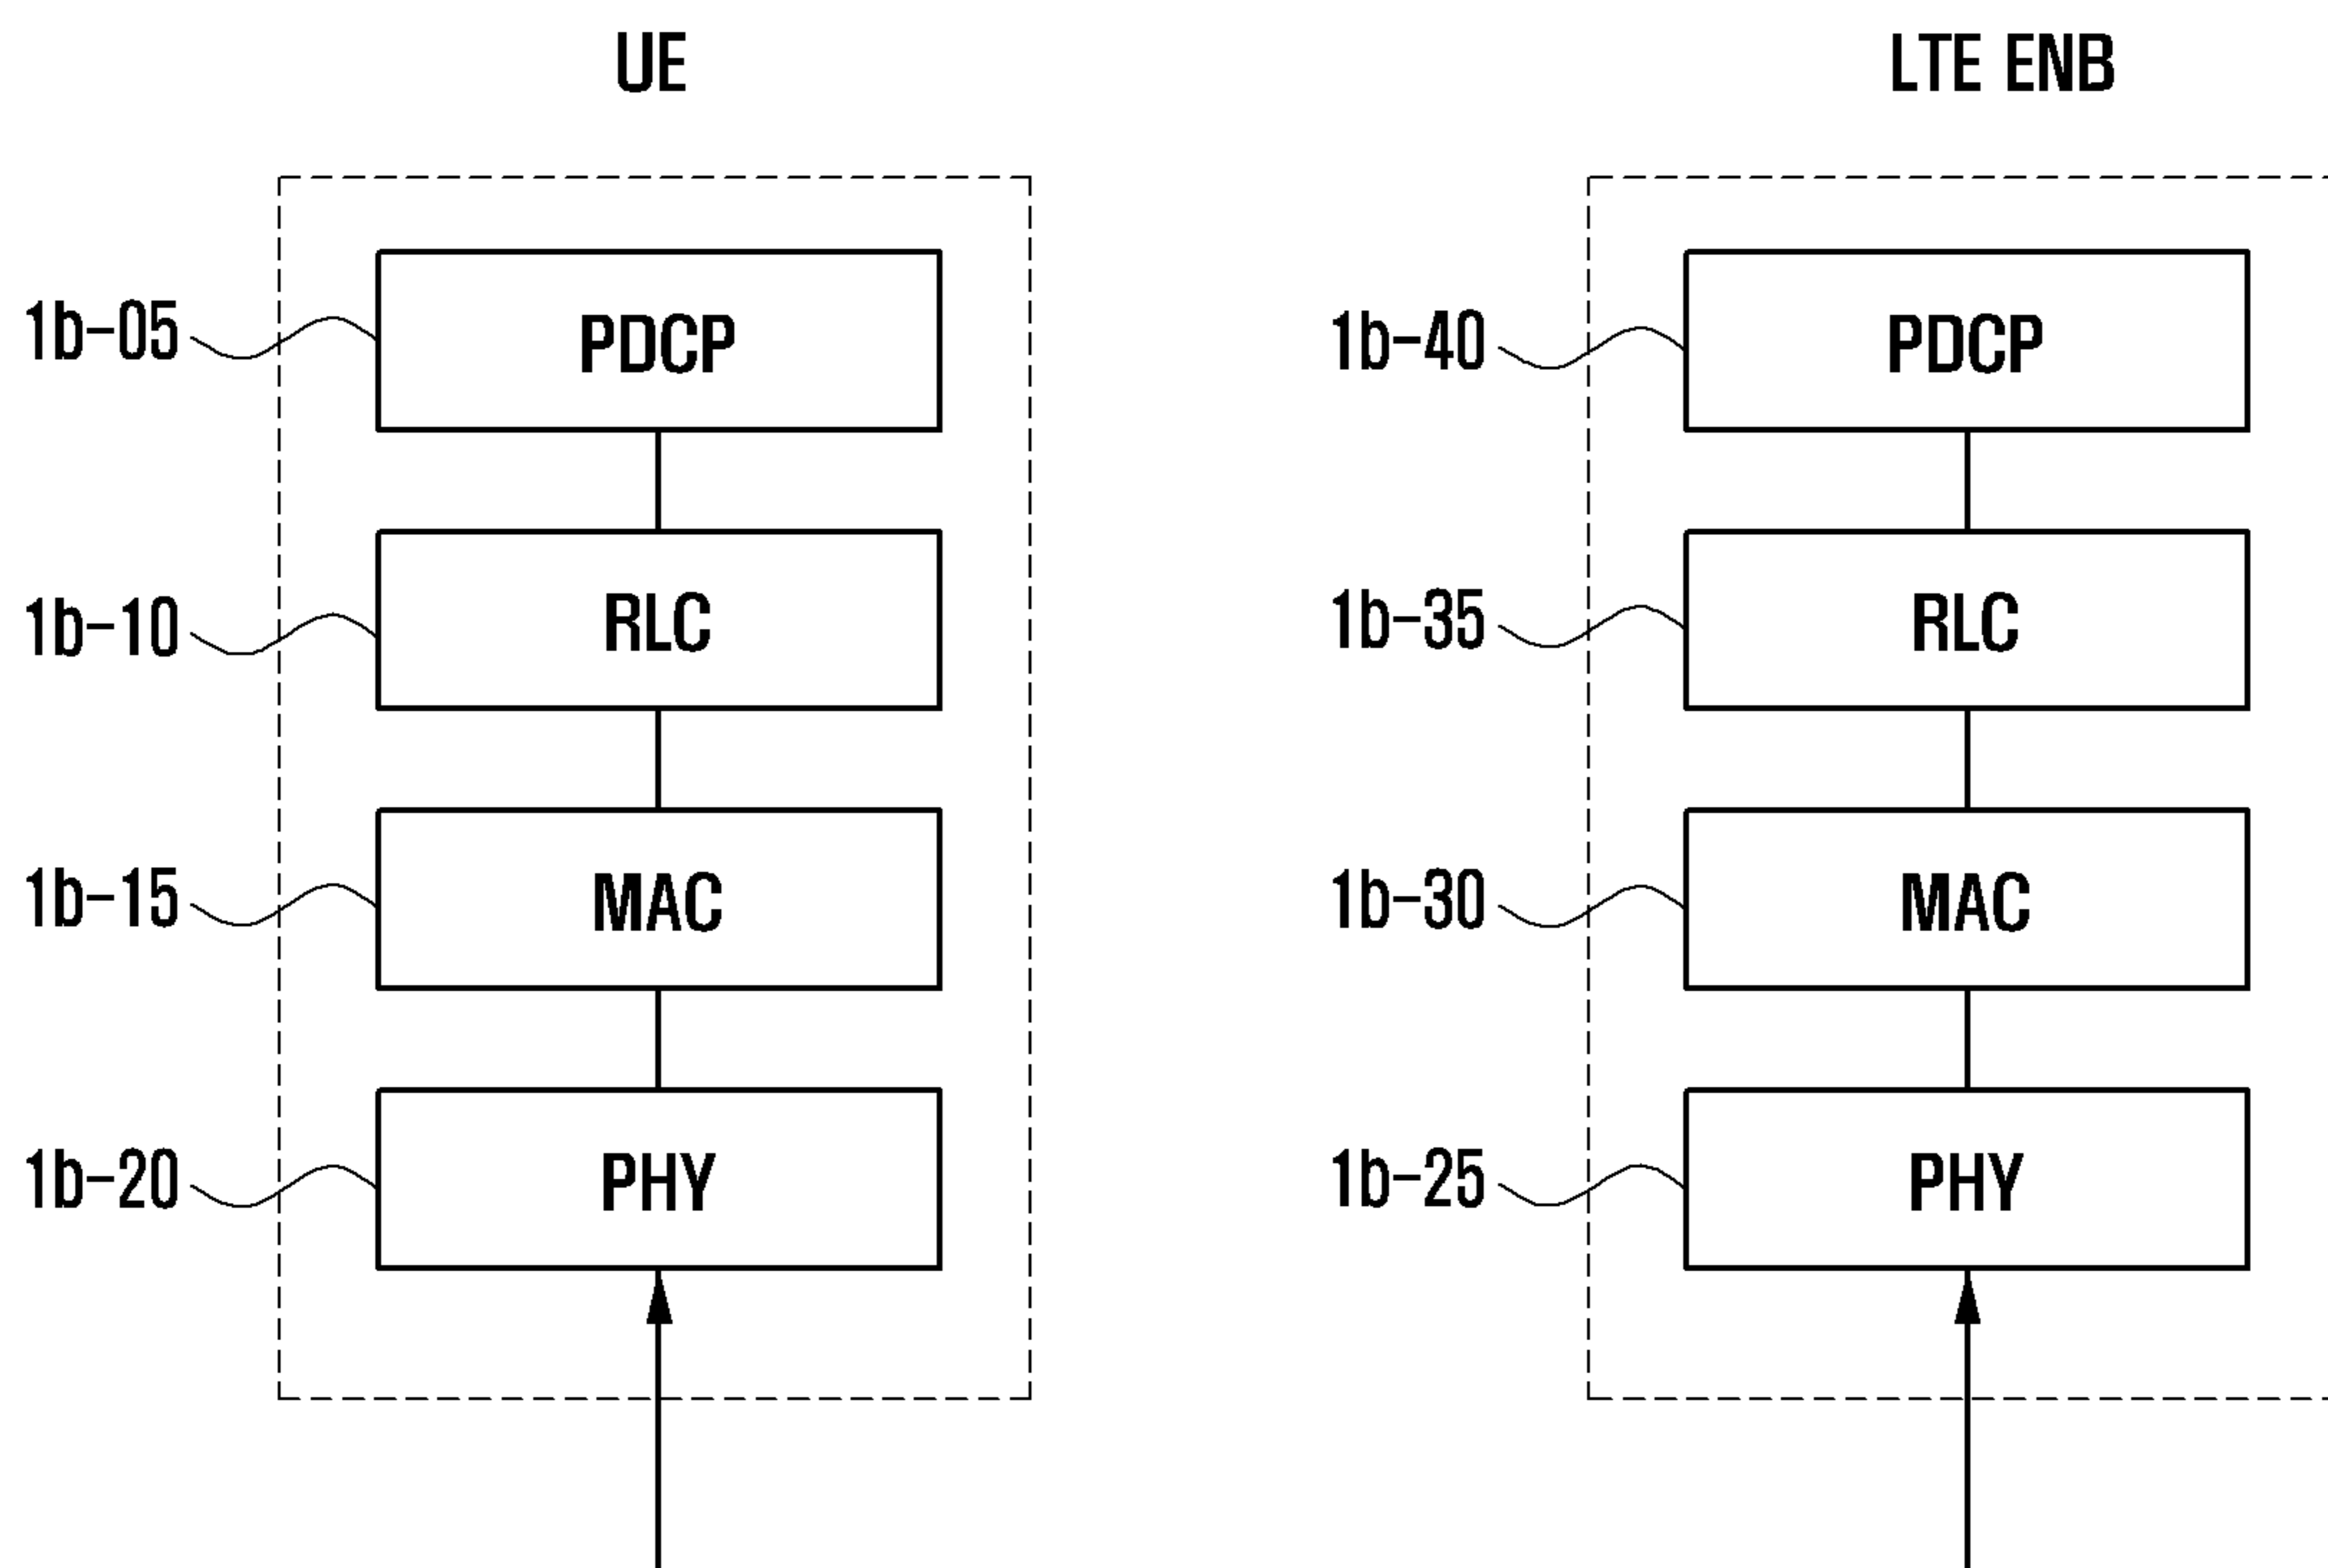 UE
LTE ENB
1b-05
PDCP
1b-40
PDCP
1b-10
RLC
1b-35
RLC
1b-15
MAC
1b-30
MAC
1b-20
PHY
1b-25
PHY